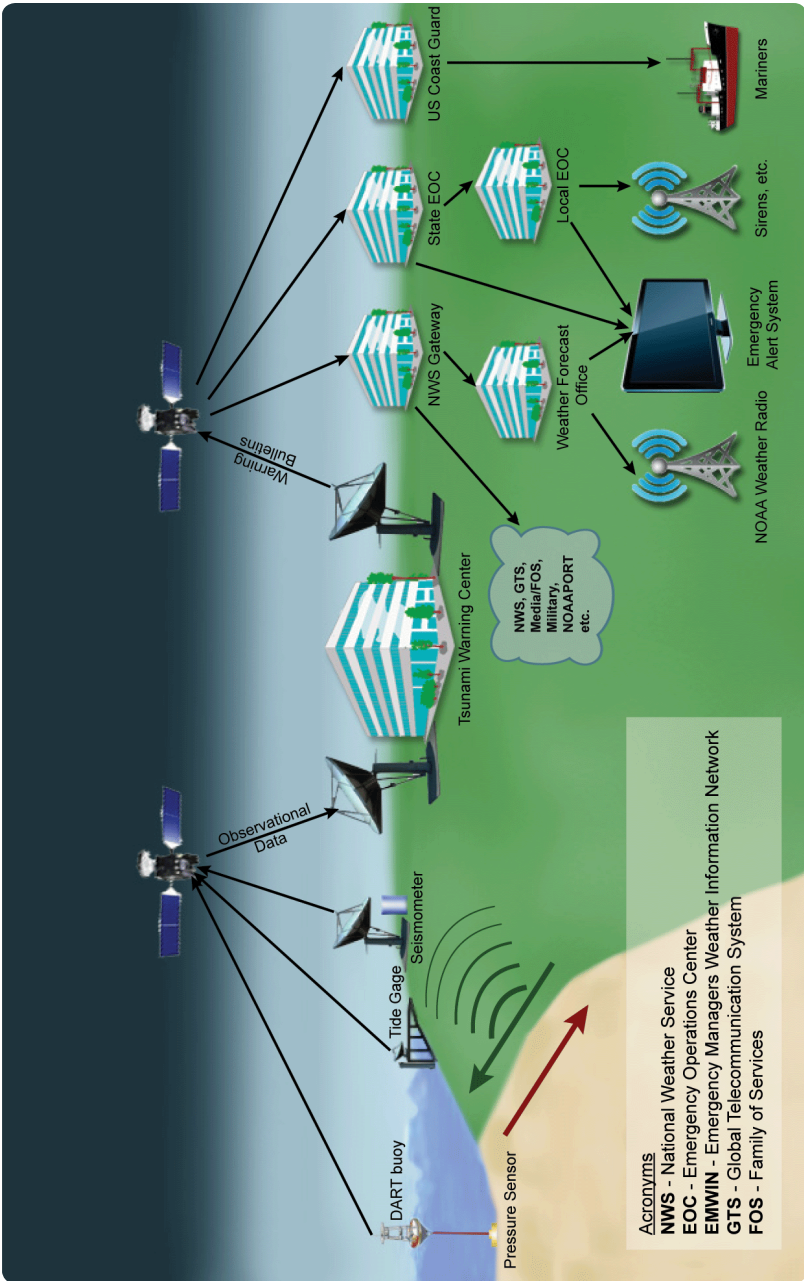 Warning
Bulletins
Observational
Data
DART buoy
Tide Gage
Seismometer
Pressure Sensor
Tsunami Warning Center
NWS Gateway
State EOC
US Coast Guard
NWS, GTS,
Media/FOS,
Military,
NOAAPORT
etc.
Weather Forecast
Office
Local EOC
NOAA Weather Radio
Emergency
Alert System
Sirens, etc.
Mariners
Acronyms
NWS - National Weather Service
EOC - Emergency Operations Center
EMWIN - Emergency Managers Weather Information Network
GTS - Global Telecommunication System
FOS - Family of Services